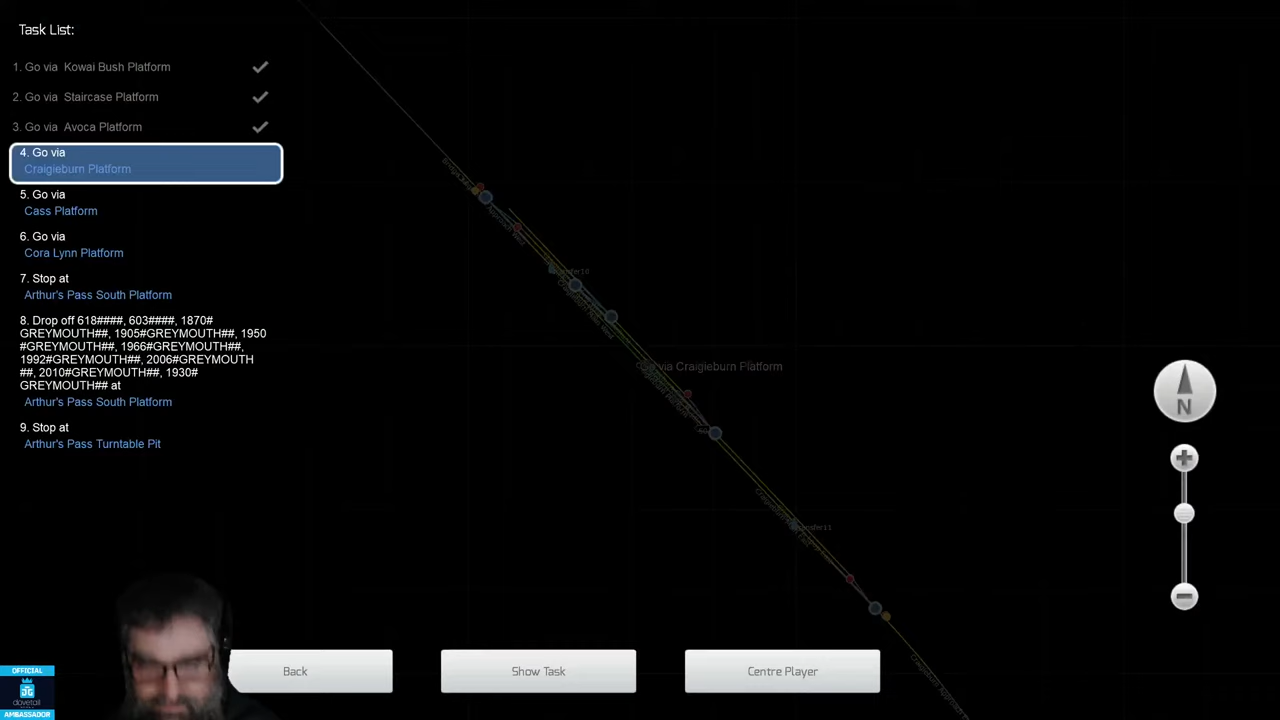 Task List:
1. Go via Kowai Bush Platform
2. Go via Staircase Platform
3. Go via Avoca Platform
4. Go via
Craigieburn Platform
5. Go via
Cass Platform
6. Go via
Cora Lynn Platform
7. Stop at
Arthur's Pass South Platform
8. Drop off 618####, 603####, 1870#
GREYMOUTH##, 1905#GREYMOUTH##, 1950
#GREYMOUTH##, 1966#GREYMOUTH##,
1992#GREYMOUTH##, 2006#GREYMOUTH
##, 2010#GREYMOUTH##, 1930#
GREYMOUTH## at
Arthur's Pass South Platform
9. Stop at
Arthur's Pass Turntable Pit
via Craigieburn Platform
N
Back
Show Task
Centre Player
OFFICIAL
dovetail
AMBASSADOR